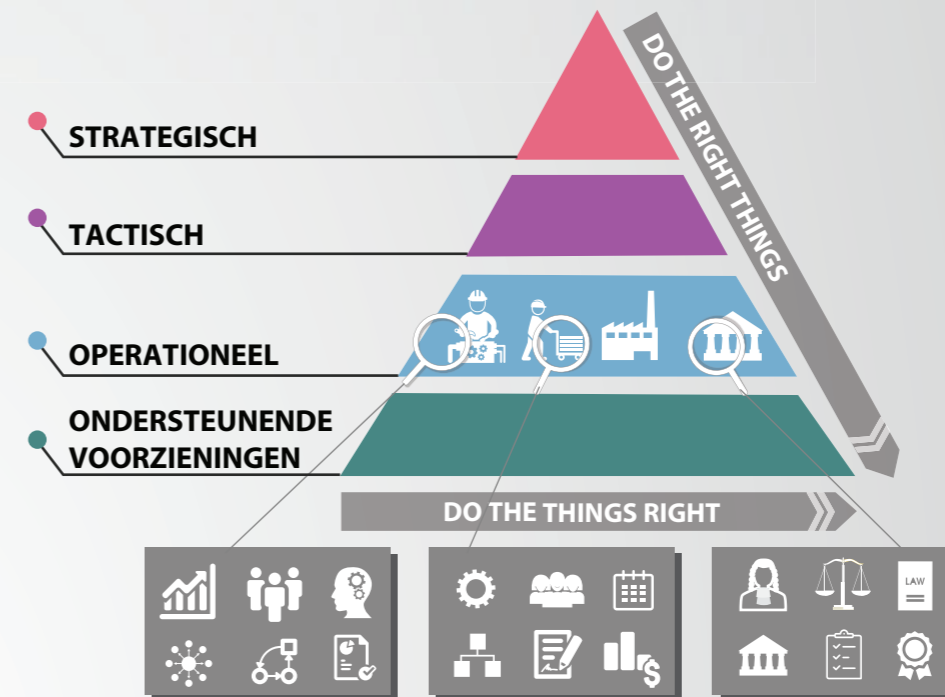 STRATEGISCH
DO THE RIGHT THINGS
TACTISCH
OPERATIONEEL
ONDERSTEUNENDE
VOORZIENINGEN
DO THE THINGS RIGHT
$
LAW